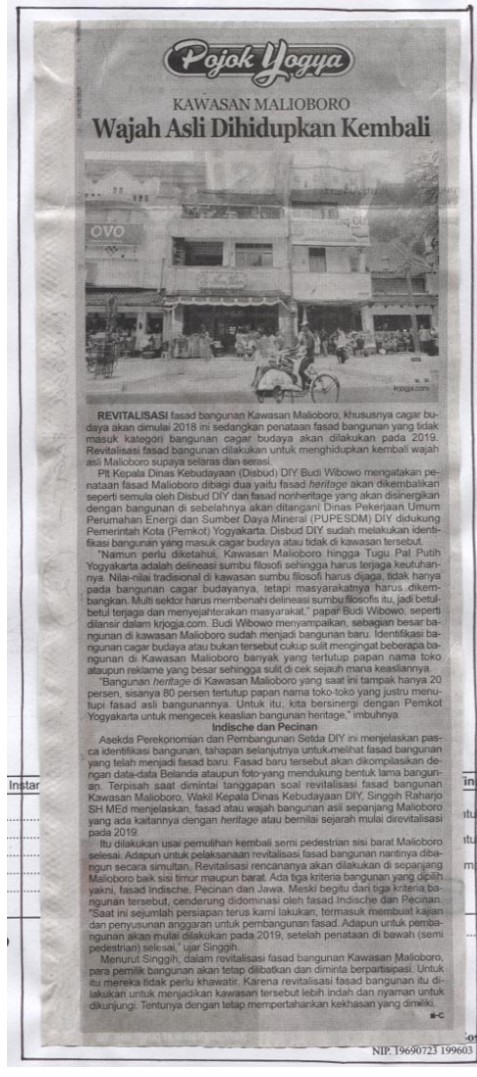 Pojok Yogya
KAWASAN MALIOBORO
Wajah Asli Dihidupkan Kembali
OVO
krjogja.com
REVITALISASI fasad bangunan Kawasan Malioboro, khususnya cagar bu-
daya akan dimulai 2018 ini sedangkan penataan fasad bangunan yang tidak
masuk kategori bangunan cagar budaya akan dilakukan pada 2019.
Revitalisasi fasad bangunan dilakukan untuk menghidupkan kembali wajah
asli Malioboro supaya selaras dan serasi.
Plt Kepala Dinas Kebudayaan (Disbud) DIY Budi Wibowo mengatakan pe-
nataan fasad Malioboro dibagi dua yaitu fasad heritage akan dikembalikan
seperti semula oleh Disbud DIY dan fasad nonheritage yang akan disinergikan
dengan bangunan di sebelahnya akan ditangani Dinas Pekerjaan Umum
Perumahan Energi dan Sumber Daya Mineral (PUPESDM) DIY didukung
Pemerintah Kota (Pemkot) Yogyakarta. Disbud DIY sudah melakukan identi-
fikasi bangunan yang masuk cagar budaya atau tidak di kawasan tersebut.
"Namun perlu diketahui, Kawasan Malioboro hingga Tugu Pal Putih
Yogyakarta adalah delineasi sumbu filosofi sehingga harus terjaga keutuhan-
nya. Nilai-nilai tradisional di kawasan sumbu filosofi harus dijaga, tidak hanya
pada bangunan cagar budayanya, tetapi masyarakatnya harus dikem-
bangkan. Multi sektor harus membenahi delineasi sumbu filosofis itu, jadi betul-
betul terjaga dan menyejahterakan masyarakat," papar Budi Wibowo, seperti
dilansir dalam krjogja.com. Budi Wibowo menyampaikan, sebagian besar ba-
ngunan di kawasan Malioboro sudah menjadi bangunan baru. Identifikasi ba-
ngunan cagar budaya atau bukan tersebut cukup sulit mengingat beberapa ba-
ngunan di Kawasan Malioboro banyak yang tertutup papan nama toko
ataupun reklame yang besar sehingga sulit di cek sejauh mana keasliannya.
"Bangunan heritage di Kawasan Malioboro yang saat ini tampak hanya 20
persen, sisanya 80 persen tertutup papan nama toko-toko yang justru menu-
tupi fasad asli bangunannya. Untuk itu, kita bersinergi dengan Pemkot
Yogyakarta untuk mengecek keaslian bangunan heritage," imbuhnya.
Indische dan Pecinan
Asekda Perekonomian dan Pembangunan Setda DIY ini menjelaskan pas-
ca identifikasi bangunan, tahapan selanjutnya untuk melihat fasad bangunan
yang telah menjadi fasad baru. Fasad baru tersebut akan dikompilasikan de-
ngan data-data Belanda ataupun foto-yang mendukung bentuk lama bangun-
an. Terpisah saat dimintai tanggapan soal revitalisasi fasad bangunan
Kawasan Malioboro, Wakil Kepala Dinas Kebudayaan DIY, Singgih Raharjo
SH MEd menjelaskan, fasad atau wajah bangunan asli sepanjang Malioboro
yang ada kaitannya dengan heritage atau bernilai sejarah mulai direvitalisasi
pada 2019.
Itu dilakukan usai pemulihan kembali semi pedestrian sisi barat Malioboro
selesai. Adapun untuk pelaksanaan revitalisasi fasad bangunan nantinya diba-
ngun secara simultan. Revitalisasi rencananya akan dilakukan di sepanjang
Malioboro baik sisi timur maupun barat. Ada tiga kriteria bangunan yang dipilih
yakni, fasad Indische, Pecinan dan Jawa. Meski begitu dari tiga kriteria ba-
ngunan tersebut, cenderung didominasi oleh fasad Indische dan Pecinan.
"Saat ini sejumlah persiapan terus kami lakukan, termasuk membuat kajian
dan penyusunan anggaran untuk pembangunan fasad. Adapun untuk pemba-
ngunan akan mulai dilakukan pada 2019, setelah penataan di bawah (semi
pedestrian) selesai," ujar Singgih.
Menurut Singgih, dalam revitalisasi fasad bangunan Kawasan Malioboro,
para pemilik bangunan akan tetap dilibatkan dan diminta berpartisipasi. Untuk
itu mereka tidak perlu khawatir. Karena revitalisasi fasad bangunan itu di-
lakukan untuk menjadikan kawasan tersebut lebih indah dan nyaman untuk
dikunjungi. Tentunya dengan tetap mempertahankan kekhasan yang dimiliki.
Instan
NIP. 19690723 199603